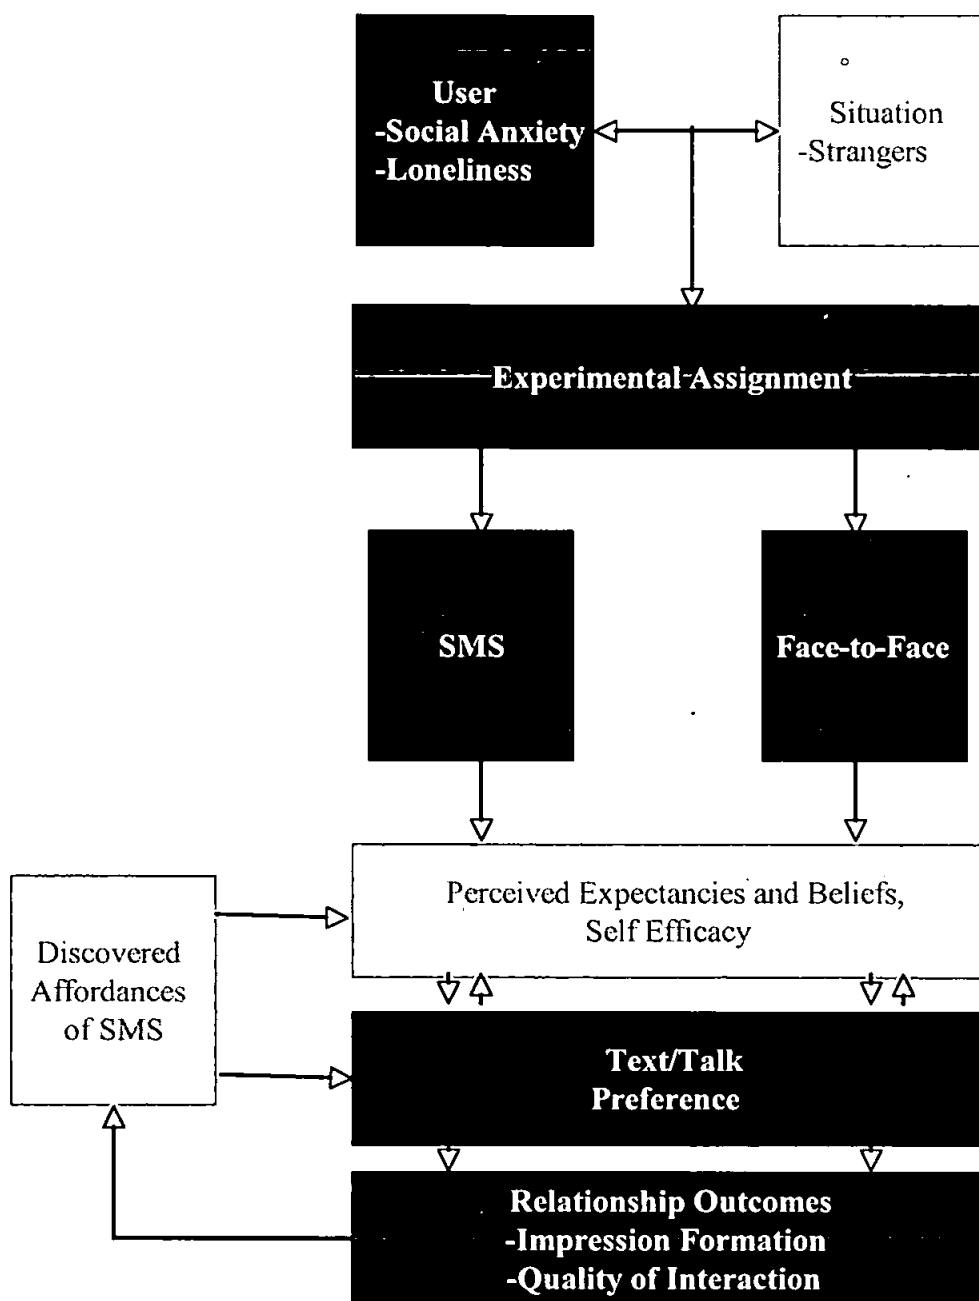 User
-Social Anxiety
-Loneliness
Situation
-Strangers
Experimental Assignment
SMS
Face-to-Face
Perceived Expectancies and Beliefs,
Self Efficacy
Discovered
Affordances
of SMS
Text/Talk
Preference
Relationship Outcomes
-Impression Formation
-Quality of Interaction